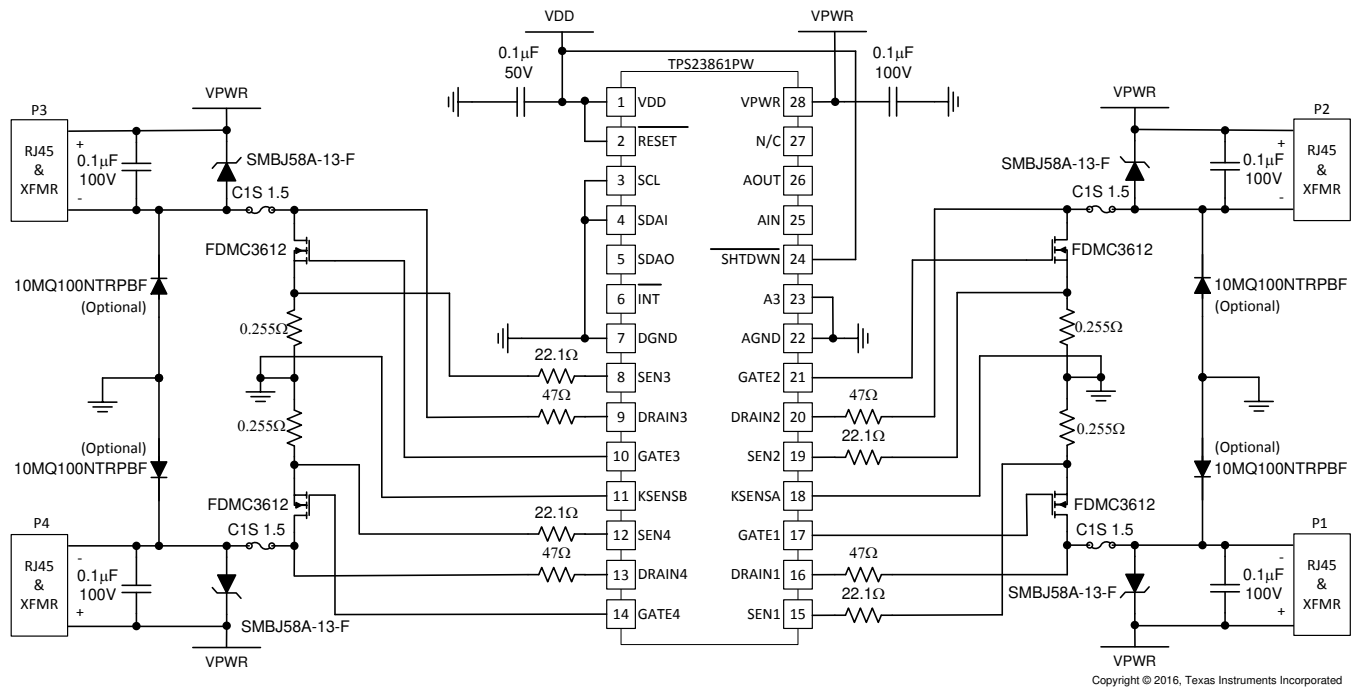 VDD
VPWR
0.1μF
50V
0.1μF
100V
TPS23861PW
P3
VPWR
RJ45
&
XFMR
+
-
0.1μF
100V
SMBJ58A-13-F
C1S 1.5
FDMC3612
10MQ100NTRPBF
(Optional)
0.255Ω
0.255Ω
(Optional)
10MQ100NTRPBF
FDMC3612
C1S 1.5
P4
RJ45
&
XFMR
-
+
0.1μF
100V
SMBJ58A-13-F
VPWR
22.1Ω
47Ω
22.1Ω
47Ω
1 VDD
2 RESET
3 SCL
4 SDAI
5 SDAO
6 INT
7 DGND
8 SEN3
9 DRAIN3
10 GATE3
11 KSENSB
12 SEN4
13 DRAIN4
14 GATE4
VPWR 28
N/C 27
AOUT 26
AIN 25
SHTDWN 24
A3 23
AGND 22
GATE2 21
DRAIN2 20
SEN2 19
KSENSA 18
GATE1 17
DRAIN1 16
SEN1 15
47Ω
22.1Ω
47Ω
22.1Ω
VPWR
P2
SMBJ58A-13-F
+
-
0.1μF
100V
RJ45
&
XFMR
C1S 1.5
FDMC3612
10MQ100NTRPBF
(Optional)
0.255Ω
0.255Ω
(Optional)
10MQ100NTRPBF
FDMC3612
C1S 1.5
P1
SMBJ58A-13-F
-
+
0.1μF
100V
RJ45
&
XFMR
VPWR
Copyright © 2016, Texas Instruments Incorporated